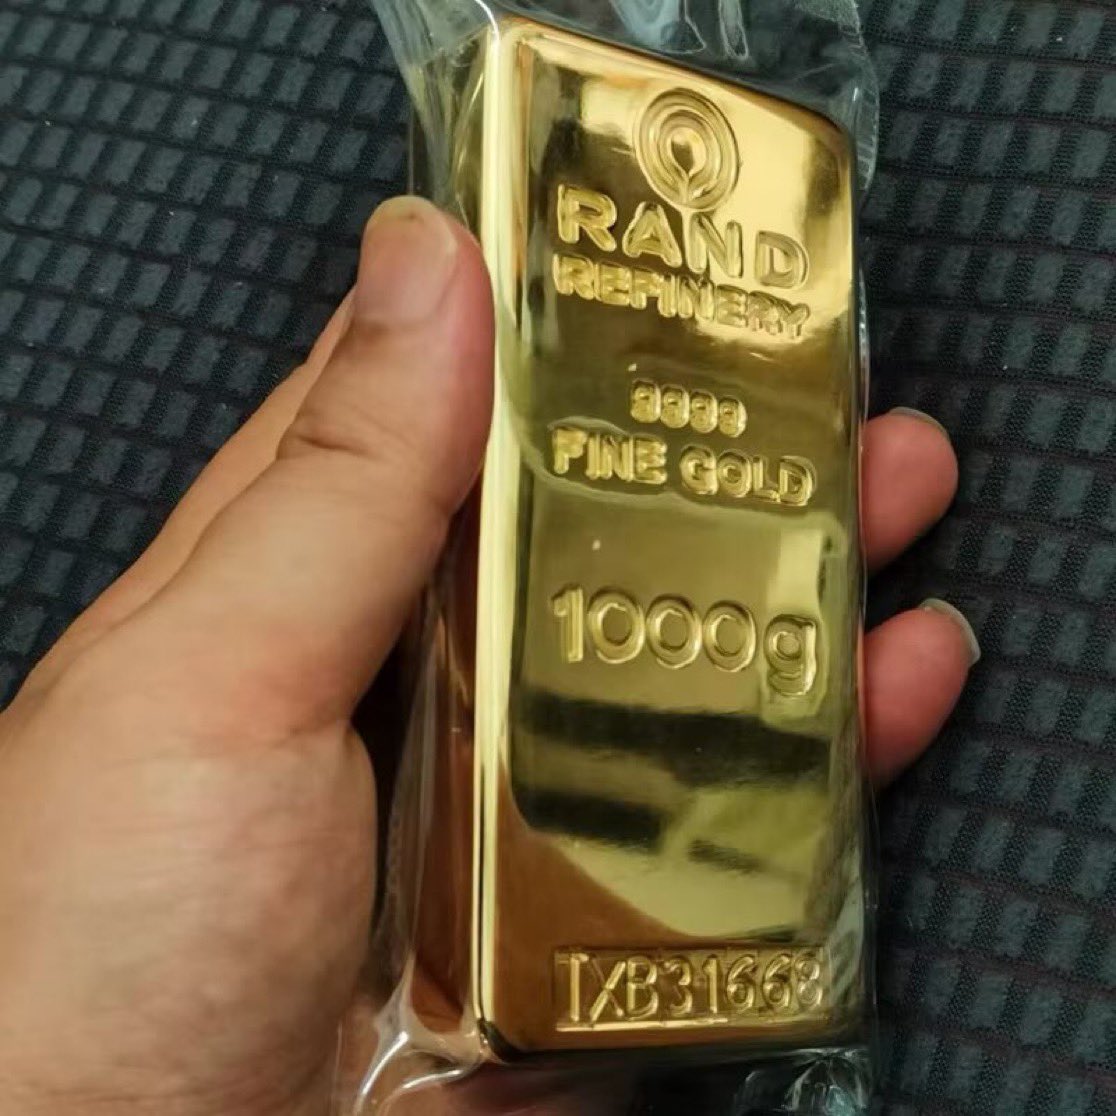 RAND
REFINERY
9999
FINE GOLD
1000g
TXB31668